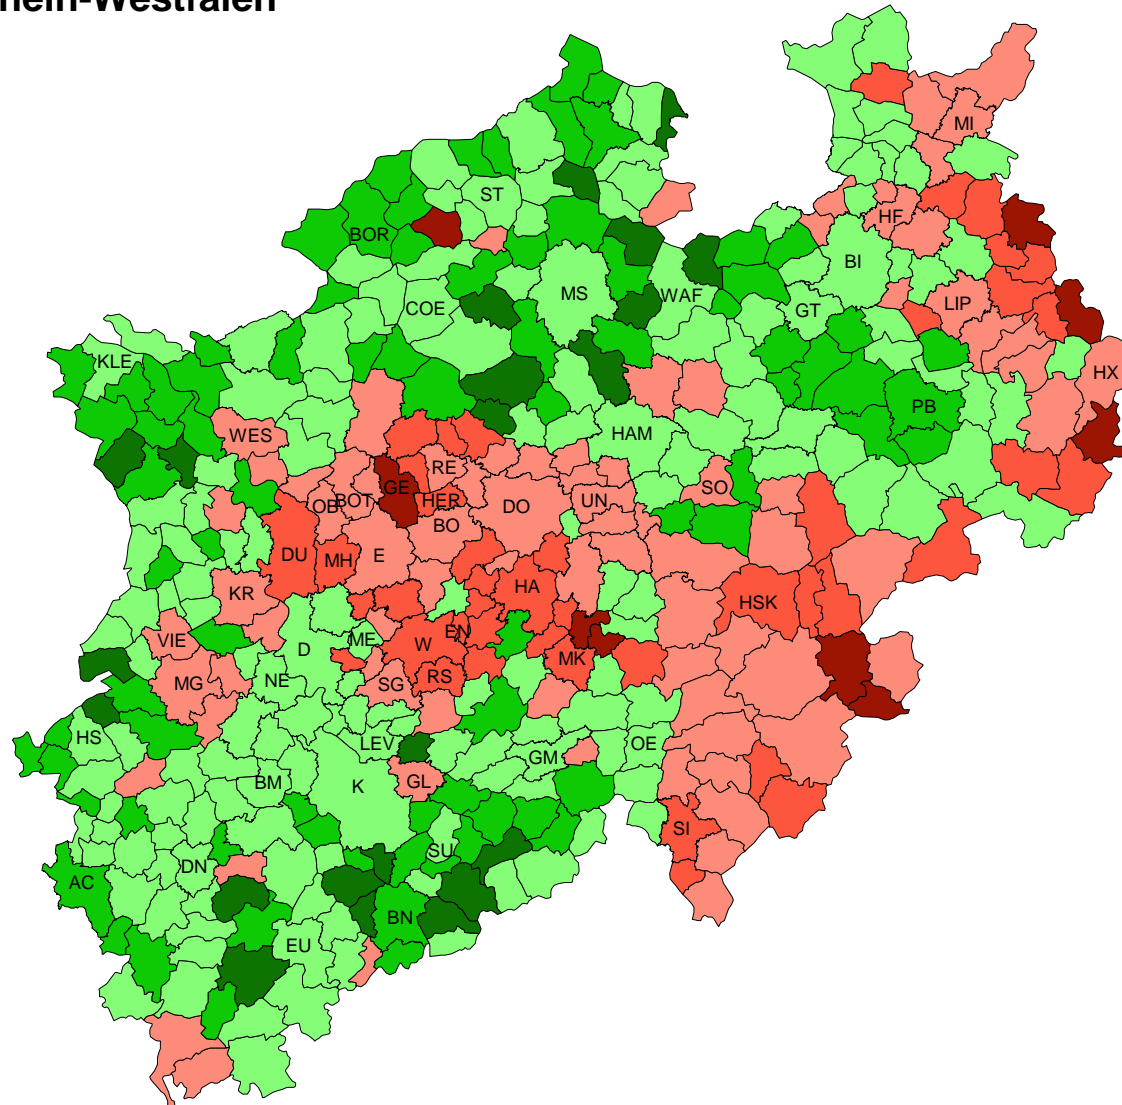 hein-Westfalen
MI
ST
HF
BOR
BI
MS
WAF
LIP
COE
GT
KLE
HX
PB
WES
HAM
RE
GE
SO
BOT
HER
UN
OB
DO
BO
DU
E
MH
HA
KR
HSK
EN
VIE
ME
W
D
MK
RS
NE
MG
SG
HS
LEV
OE
GM
GL
BM
K
SI
SU
DN
AC
BN
EU